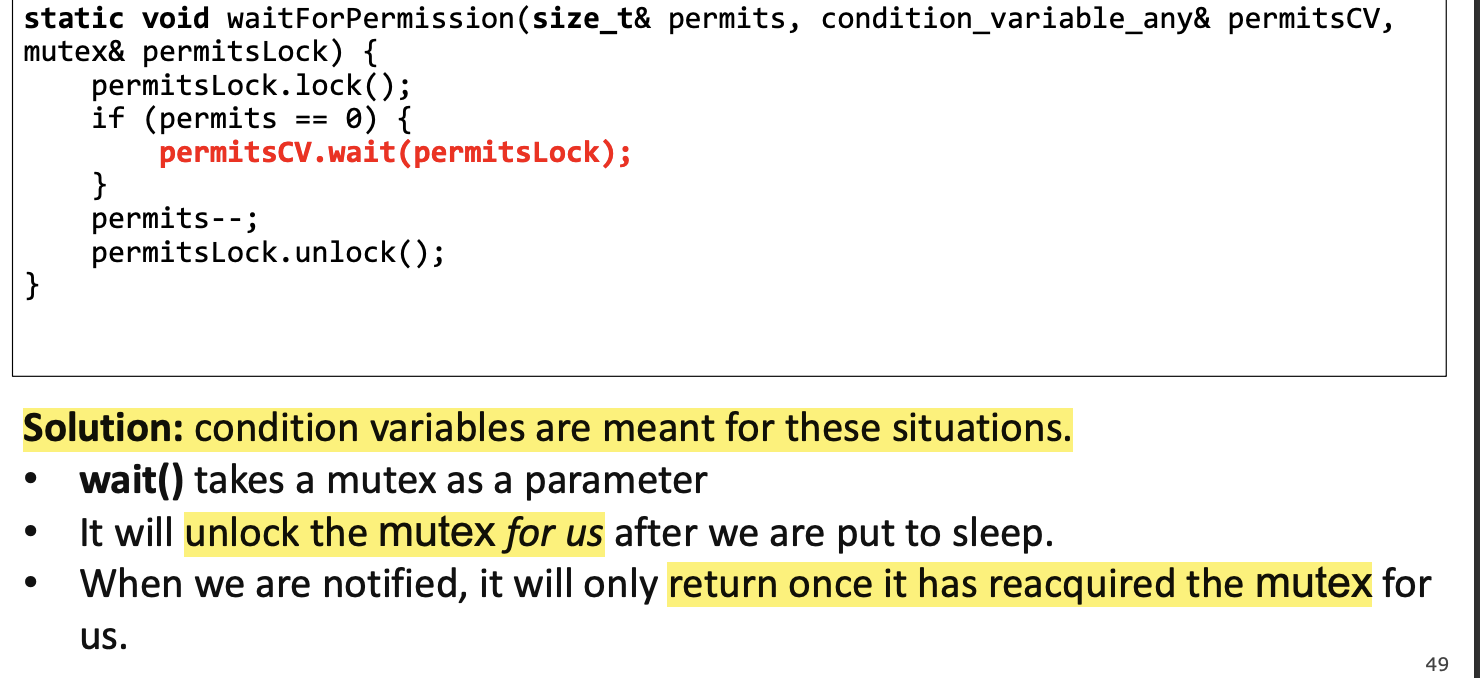 static void waitForPermission(size_t& permits, condition_variable_any& permitsCV,
mutex& permitsLock) {
    permitsLock.lock();
    if (permits == 0) {
        permitsCV.wait(permitsLock);
    }
    permits--;
    permitsLock.unlock();
}
Solution: condition variables are meant for these situations.
• wait() takes a mutex as a parameter
• It will unlock the mutex for us after we are put to sleep.
• When we are notified, it will only return once it has reacquired the mutex for
us.
49